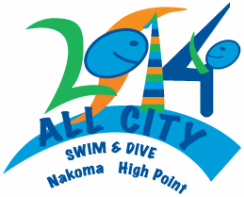 2014
ALL CITY
SWIM & DIVE
Nakoma High Point